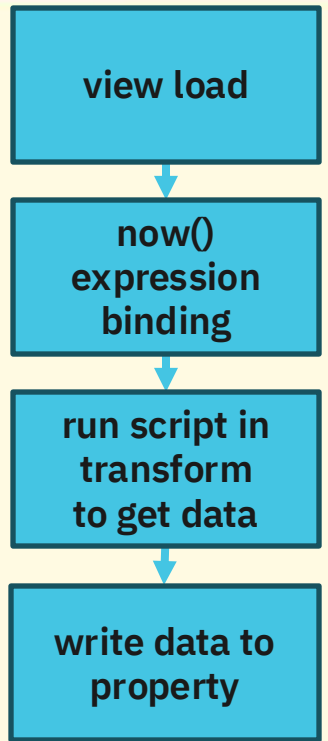 view load
now()
expression
binding
run script in
transform
to get data
write data to
property